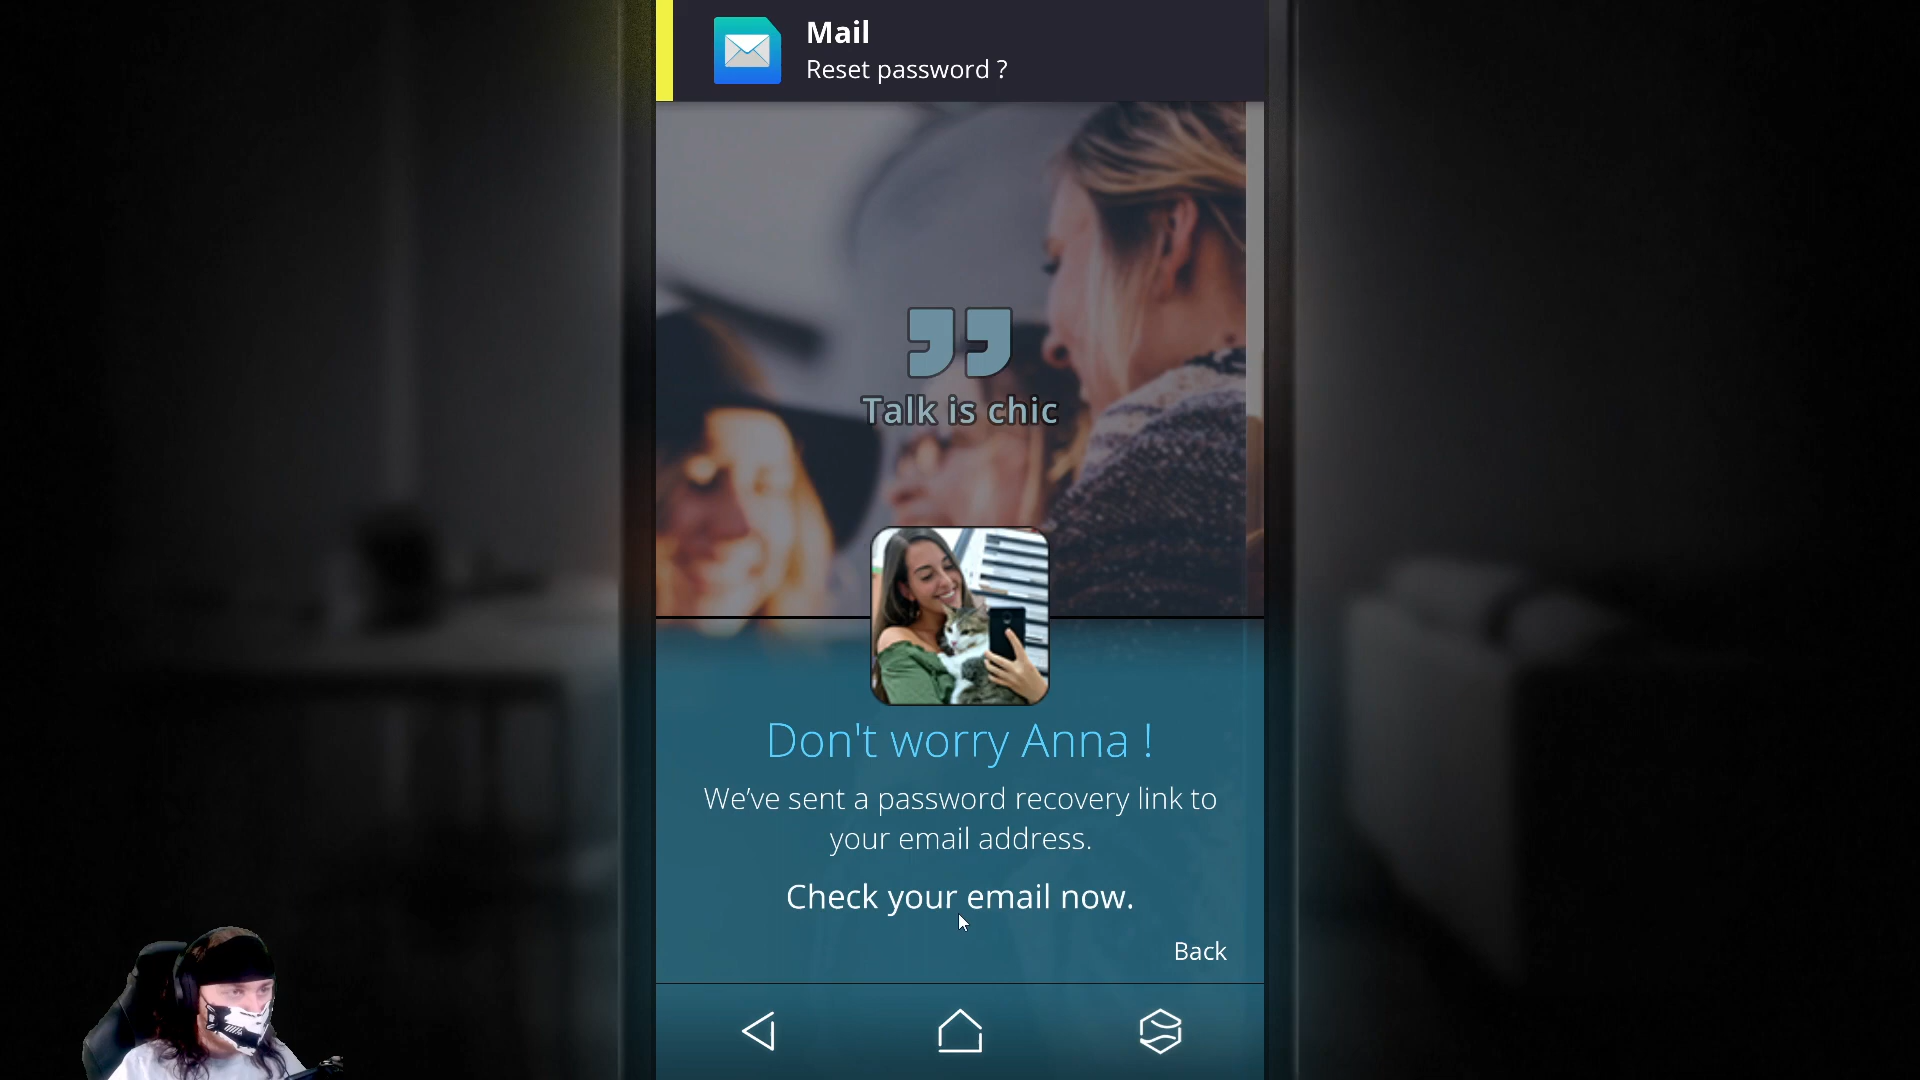 Mail
Reset password ?
Talk is chic
Don't worry Anna !
We’ve sent a password recovery link to
your email address.
Check your email now.
Back